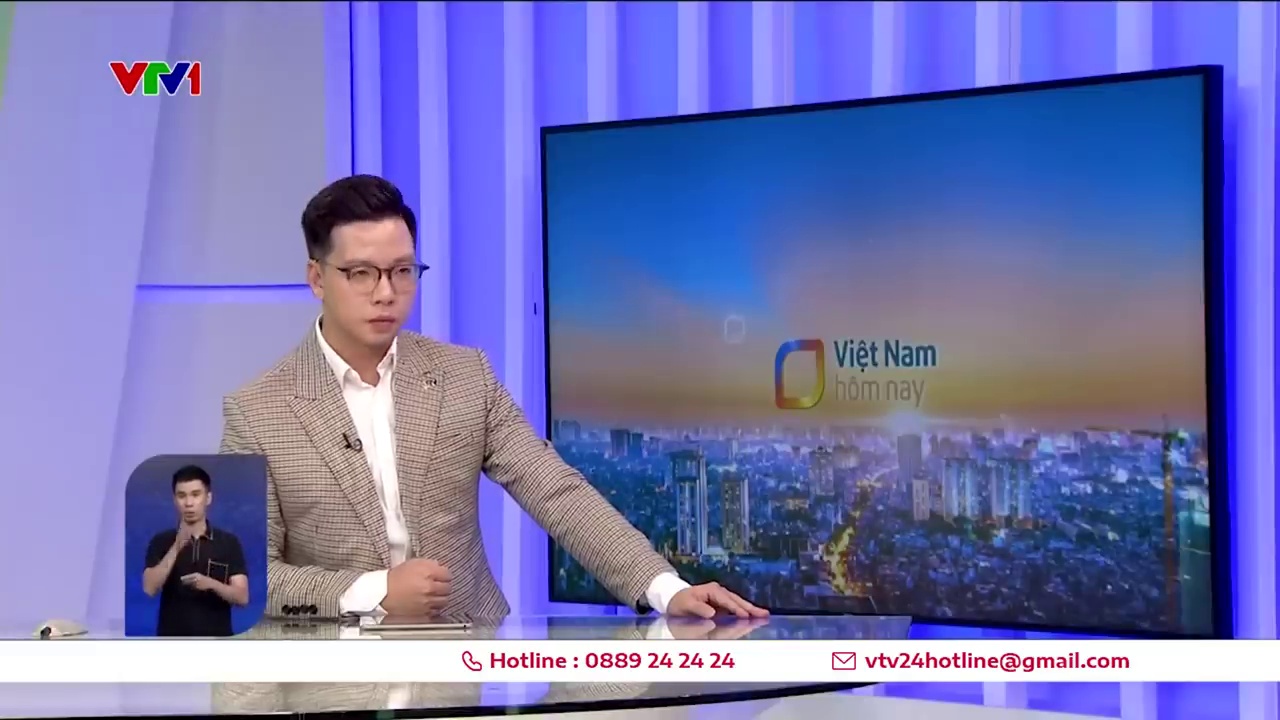 VTV1
Việt Nam
hôm nay
Hotline : 0889 24 24 24
vtv24hotline@gmail.com